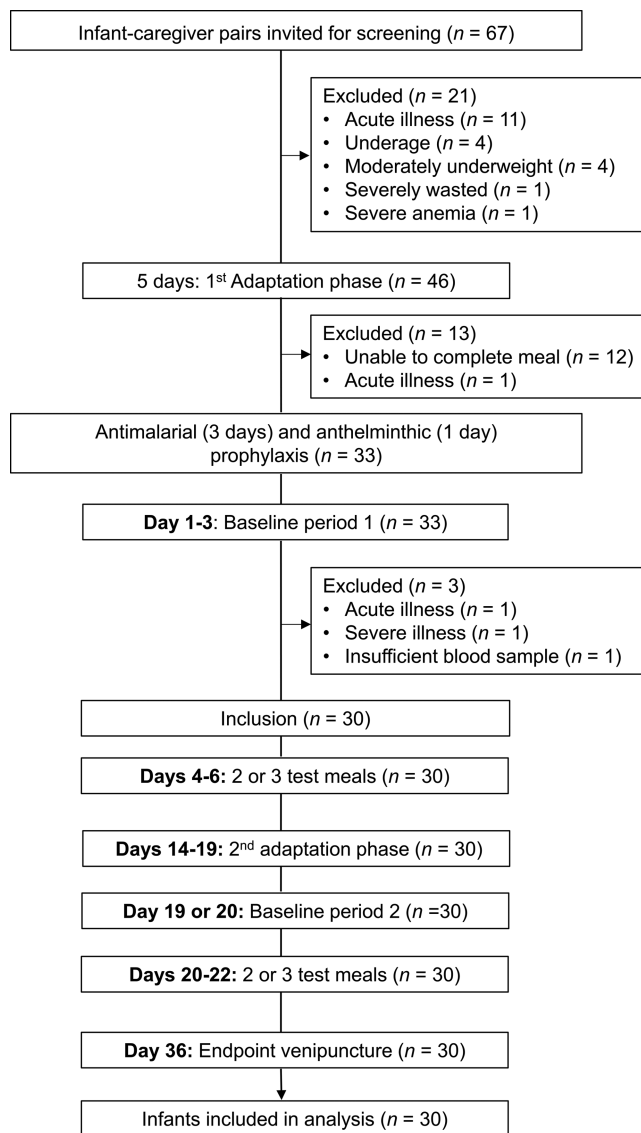 Infant-caregiver pairs invited for screening (n = 67)
Excluded (n = 21)
• Acute illness (n = 11)
• Underage (n = 4)
• Moderately underweight (n = 4)
• Severely wasted (n = 1)
• Severe anemia (n = 1)
5 days: 1st Adaptation phase (n = 46)
Excluded (n = 13)
• Unable to complete meal (n = 12)
• Acute illness (n = 1)
Antimalarial (3 days) and anthelminthic (1 day)
prophylaxis (n = 33)
Day 1-3: Baseline period 1 (n = 33)
Excluded (n = 3)
• Acute illness (n = 1)
• Severe illness (n = 1)
• Insufficient blood sample (n = 1)
Inclusion (n = 30)
Days 4-6: 2 or 3 test meals (n = 30)
Days 14-19: 2nd adaptation phase (n = 30)
Day 19 or 20: Baseline period 2 (n =30)
Days 20-22: 2 or 3 test meals (n = 30)
Day 36: Endpoint venipuncture (n = 30)
Infants included in analysis (n = 30)